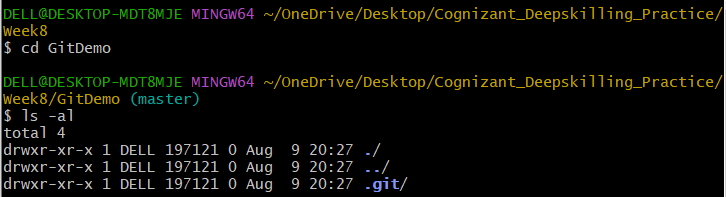 DELL@DESKTOP-MDT8MJE MINGW64 ~/OneDrive/Desktop/Cognizant_Deepskilling_Practice/
Week8
$ cd GitDemo
DELL@DESKTOP-MDT8MJE MINGW64 ~/OneDrive/Desktop/Cognizant_Deepskilling_Practice/
Week8/GitDemo (master)
$ ls -al
total 4
drwxr-xr-x 1 DELL 197121 0 Aug  9 20:27 ./
drwxr-xr-x 1 DELL 197121 0 Aug  9 20:27 ../
drwxr-xr-x 1 DELL 197121 0 Aug  9 20:27 .git/